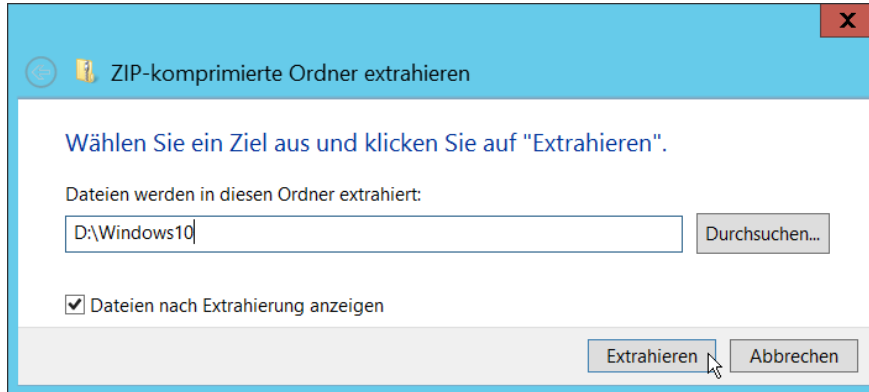 ZIP-komprimierte Ordner extrahieren
Wählen Sie ein Ziel aus und klicken Sie auf "Extrahieren".
Dateien werden in diesen Ordner extrahiert:
D:\Windows10
Durchsuchen...
Dateien nach Extrahierung anzeigen
Extrahieren Abbrechen